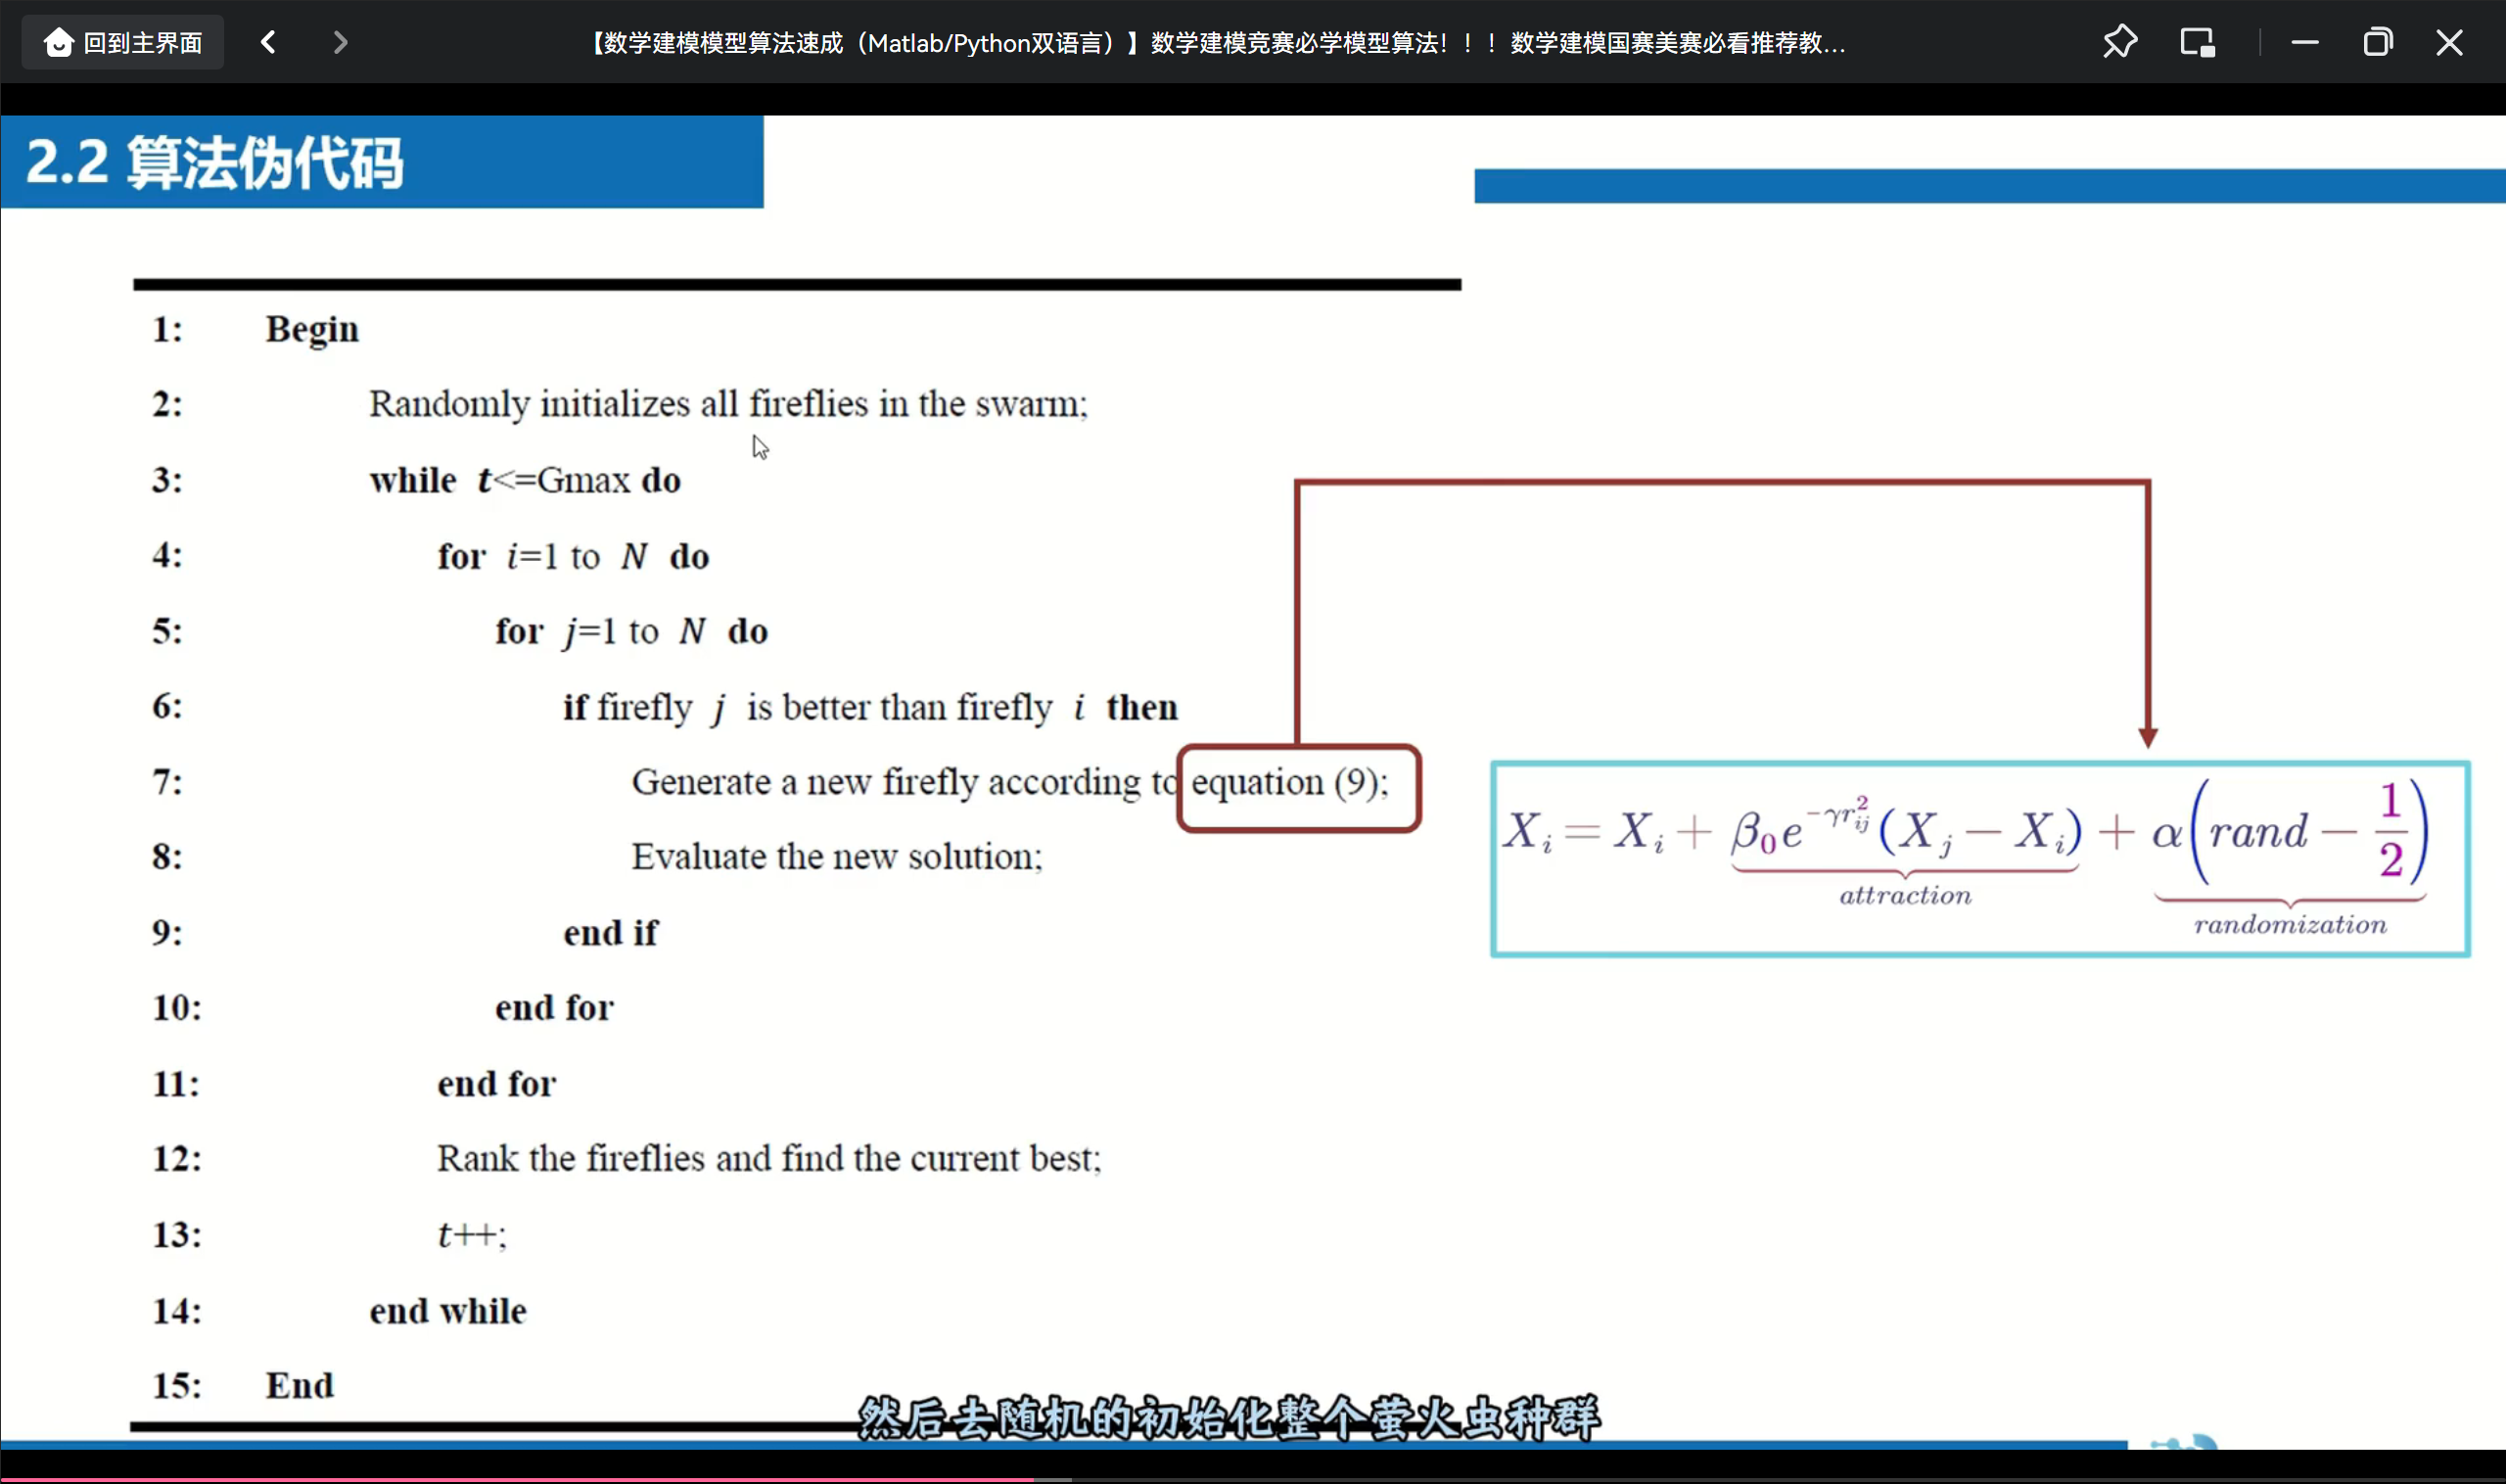 回到主界面
【数学建模模型算法速成（Matlab/Python双语言）】数学建模竞赛必学模型算法！！！数学建模国赛美赛必看推荐教...
2.2 算法伪代码
1: Begin
2: Randomly initializes all fireflies in the swarm;
3: while t<=Gmax do
4: for i=1 to N do
5: for j=1 to N do
6: if firefly j is better than firefly i then
7: Generate a new firefly according to equation (9);
8: Evaluate the new solution;
9: end if
10: end for
11: end for
12: Rank the fireflies and find the current best;
13: t++;
14: end while
15: End
X_i = X_i + β_0 e^{-γ r_{ij}^2} (X_j − X_i) + α(rand − 1/2)
attraction
randomization
然后去随机的初始化整个萤火虫种群